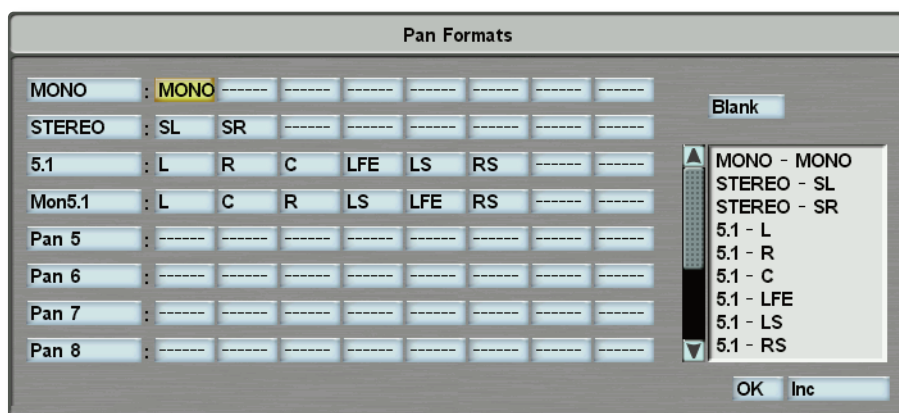 Pan Formats
MONO : MONO ------ ------ ------ ------ ------ ------ ------
STEREO : SL SR ------ ------ ------ ------ ------ ------
5.1 : L R C LFE LS RS ------ ------
Mon5.1 : L C R LS LFE RS ------ ------
Pan 5 : ------ ------ ------ ------ ------ ------ ------ ------
Pan 6 : ------ ------ ------ ------ ------ ------ ------ ------
Pan 7 : ------ ------ ------ ------ ------ ------ ------ ------
Pan 8 : ------ ------ ------ ------ ------ ------ ------ ------
Blank
MONO - MONO
STEREO - SL
STEREO - SR
5.1 - L
5.1 - R
5.1 - C
5.1 - LFE
5.1 - LS
5.1 - RS
OK Inc